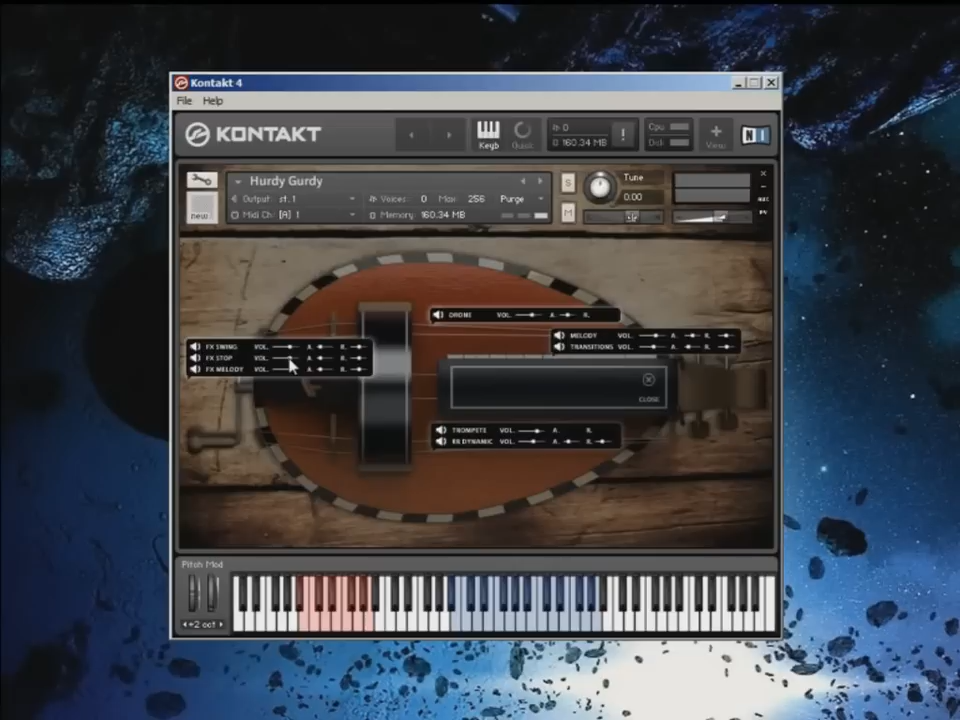 Kontakt 4
File Help
KONTAKT
Keyb
Quick
0
160.34 MB
!
Cpu
View
NI
Hurdy Gurdy
Output: st.1
Voices: 0 Max: 256 Purge
Midi Ch: [A] 1
Memory: 160.34 MB
new
S
M
Tune
0.00
aux
pv
DRONE VOL. A. R.
MELODY VOL. A. R.
TRANSITIONS VOL. A. R.
FX SWING VOL. A. R.
FX STOP VOL. A. R.
FX MELODY VOL. A. R.
CLOSE
TROMPETE VOL. A. R.
VOL. A. R.
Pitch Mod
+2 oct